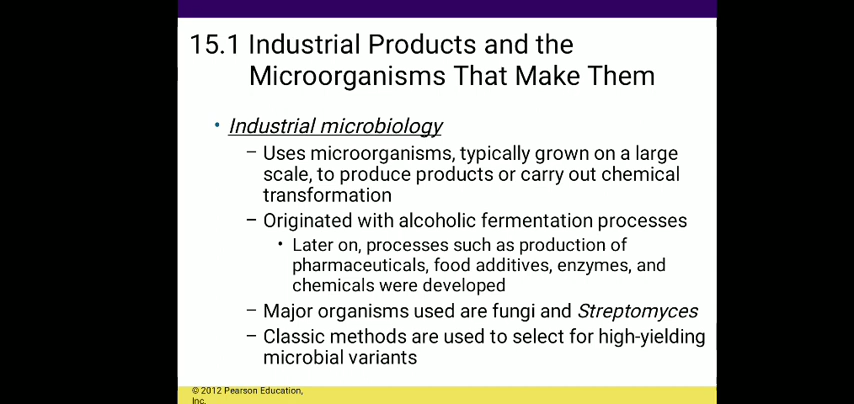 15.1 Industrial Products and the
Microorganisms That Make Them
• Industrial microbiology
– Uses microorganisms, typically grown on a large
scale, to produce products or carry out chemical
transformation
– Originated with alcoholic fermentation processes
• Later on, processes such as production of
pharmaceuticals, food additives, enzymes, and
chemicals were developed
– Major organisms used are fungi and Streptomyces
– Classic methods are used to select for high-yielding
microbial variants
© 2012 Pearson Education,
Inc.